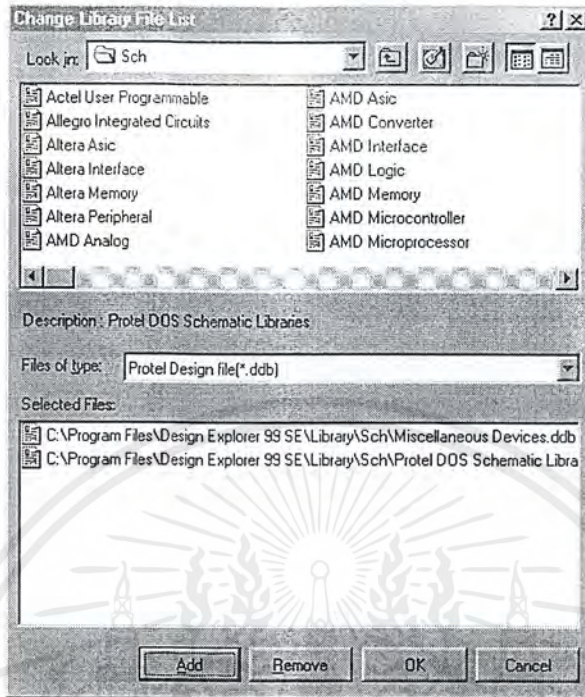 Change Library File List
Look in: Sch
Actel User Programmable
Allegro Integrated Circuits
Altera Asic
Altera Interface
Altera Memory
Altera Peripheral
AMD Analog
AMD Asic
AMD Converter
AMD Interface
AMD Logic
AMD Memory
AMD Microcontroller
AMD Microprocessor
Description : Protel DOS Schematic Libraries
Files of type: Protel Design file(*.ddb)
Selected Files:
C:\Program Files\Design Explorer 99 SE\Library\Sch\Miscellaneous Devices.ddb
C:\Program Files\Design Explorer 99 SE\Library\Sch\Protel DOS Schematic Libra
Add Remove OK Cancel